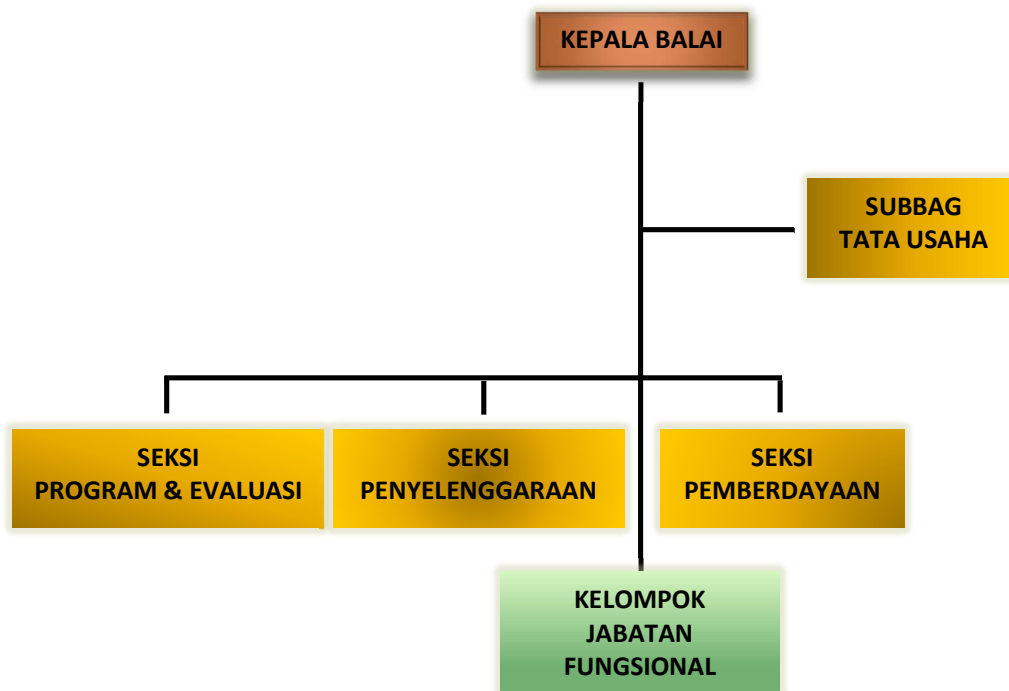 KEPALA BALAI
SUBBAG
TATA USAHA
SEKSI
PROGRAM & EVALUASI
SEKSI
PENYELENGGARAAN
SEKSI
PEMBERDAYAAN
KELOMPOK
JABATAN
FUNGSIONAL